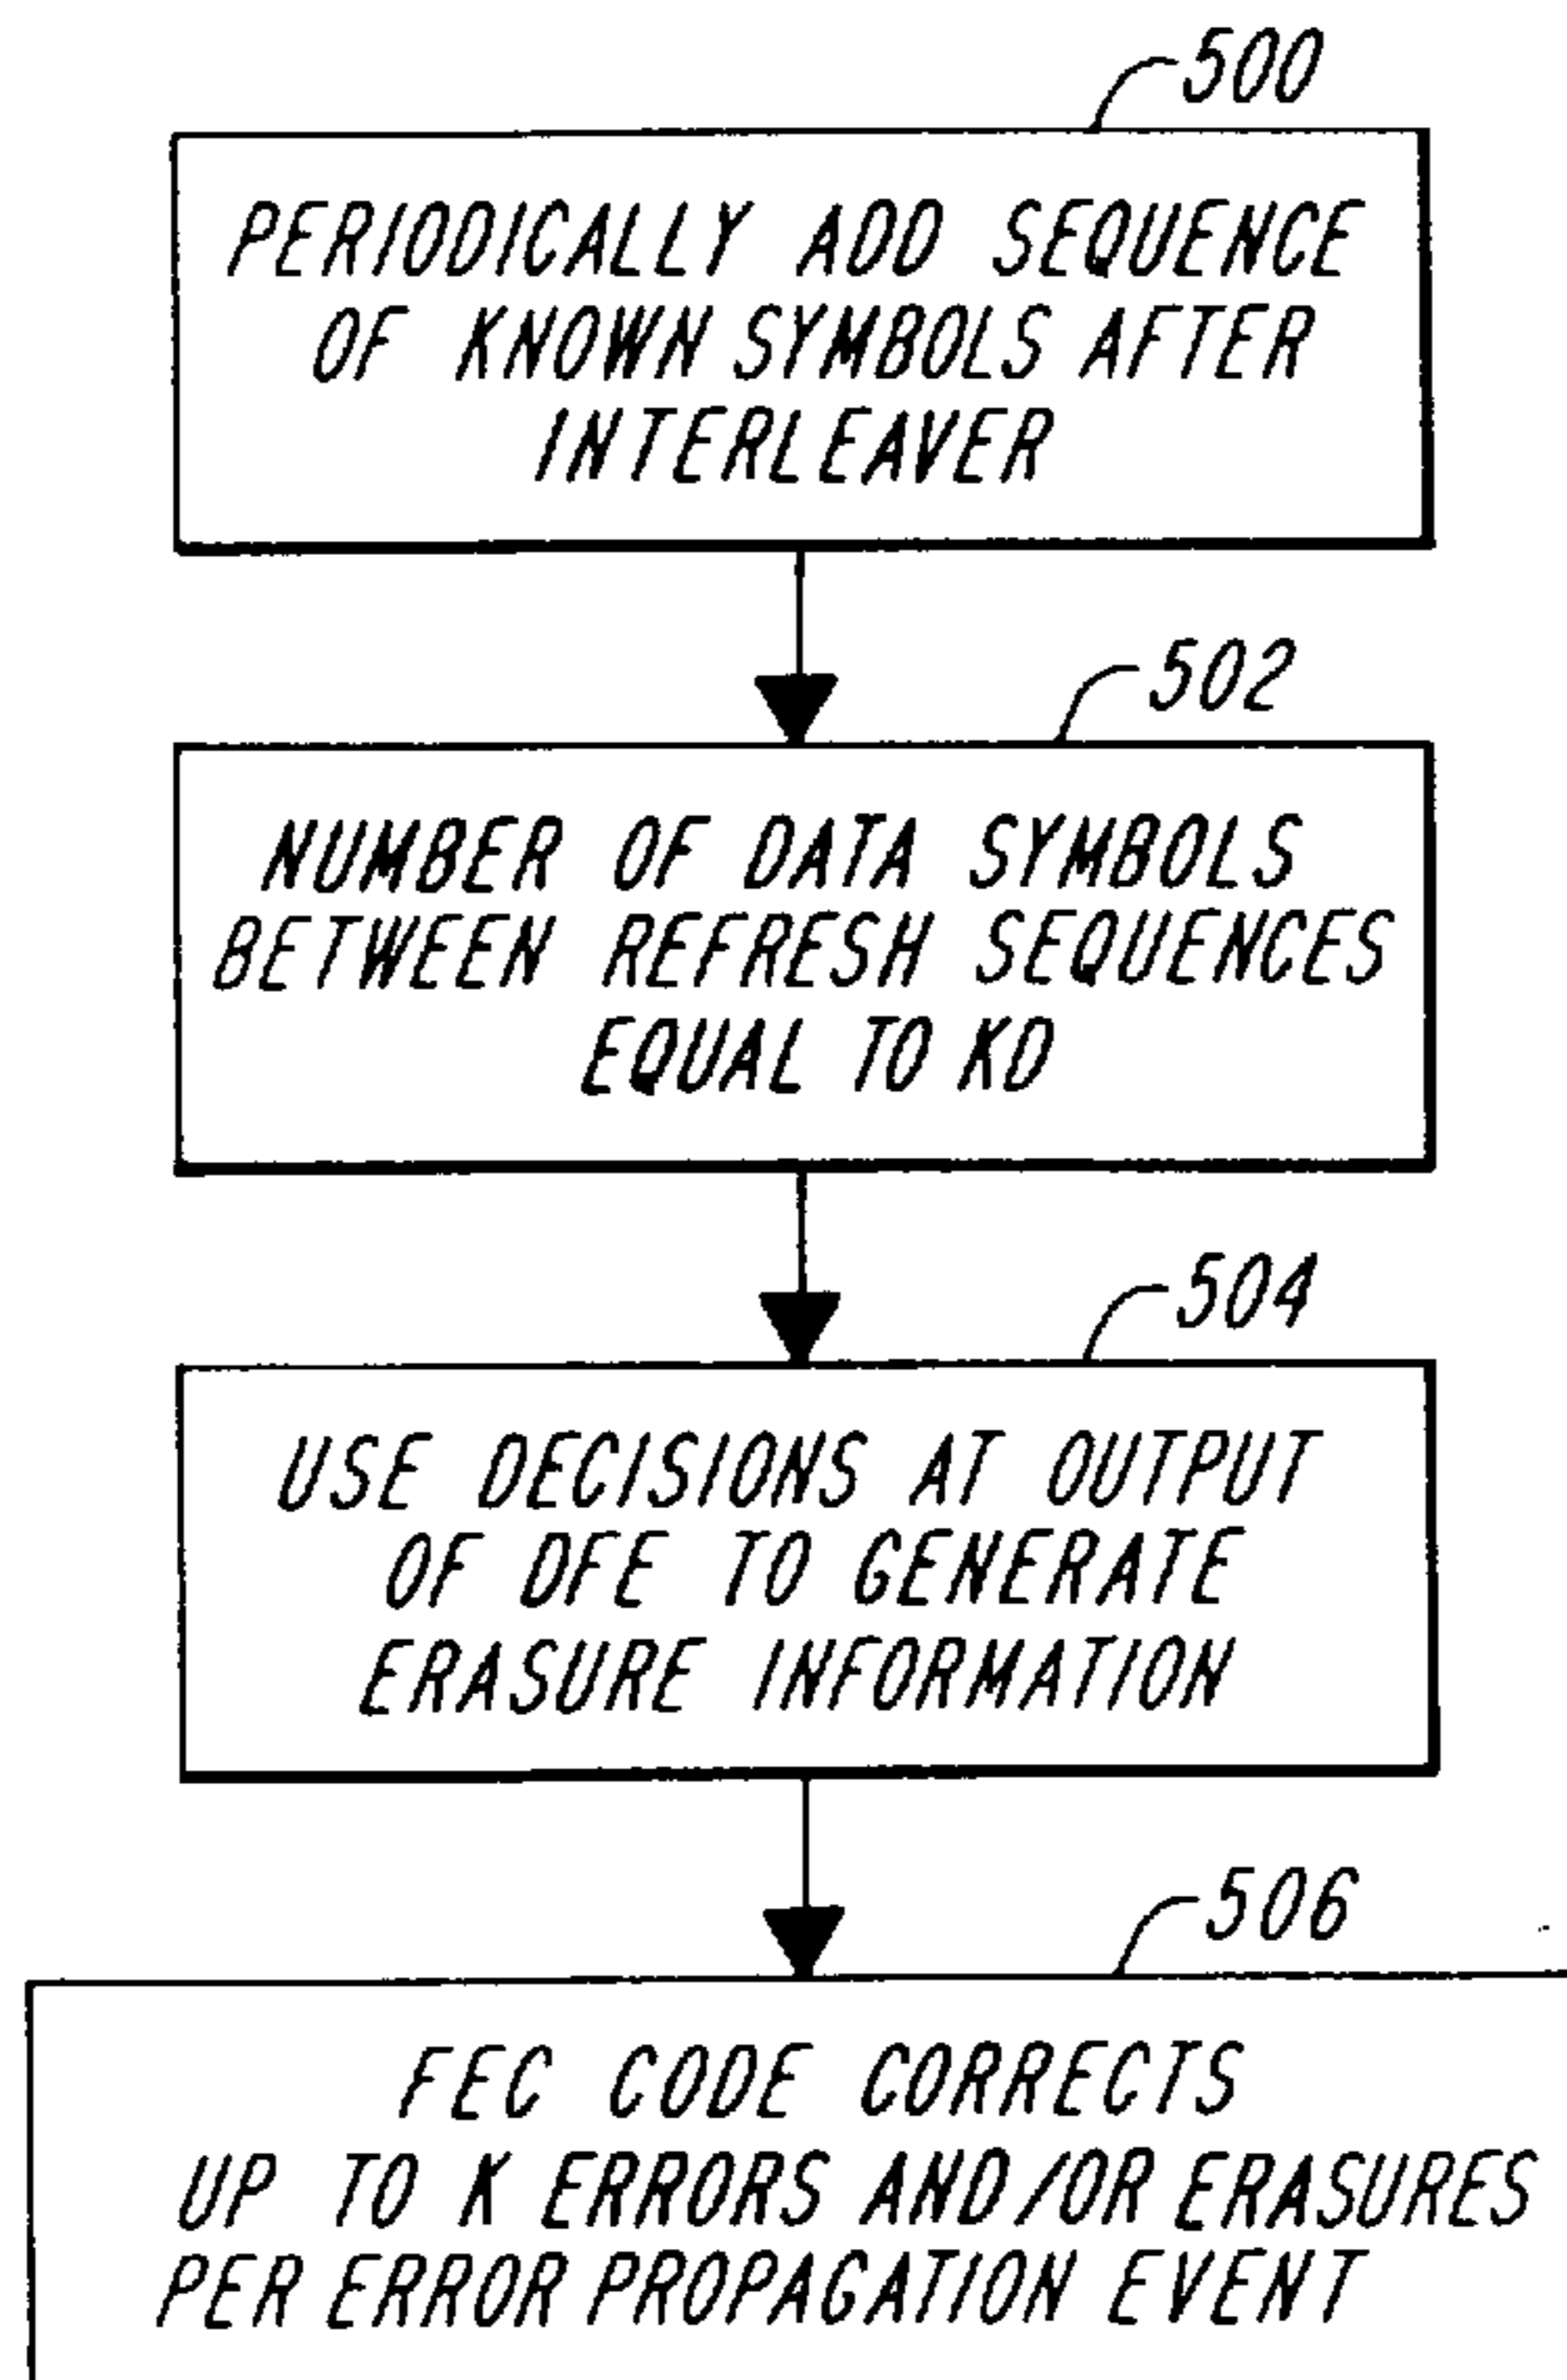 500
PERIODICALLY ADD SEQUENCE
OF KNOWN SYMBOLS AFTER
INTERLEAVER
502
NUMBER OF DATA SYMBOLS
BETWEEN REFRESH SEQUENCES
EQUAL TO KD
504
USE DECISIONS AT OUTPUT
OF DFE TO GENERATE
ERASURE INFORMATION
506
FEC CODE CORRECTS
UP TO K ERRORS AND/OR ERASURES
PER ERROR PROPAGATION EVENT